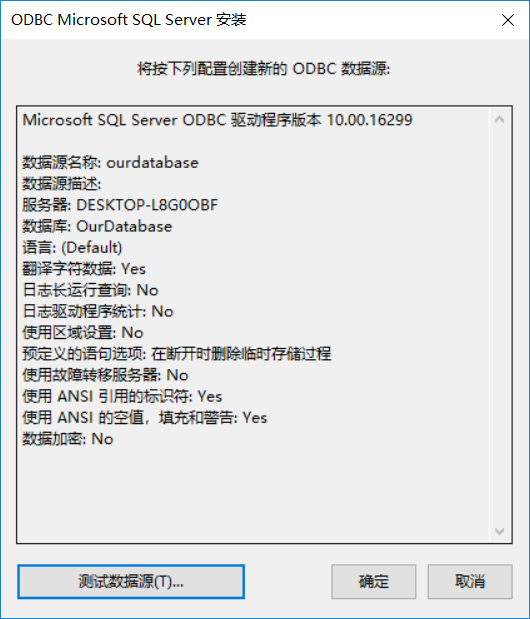 ODBC Microsoft SQL Server 安装
将按下列配置创建新的 ODBC 数据源:
Microsoft SQL Server ODBC 驱动程序版本 10.00.16299
数据源名称: ourdatabase
数据源描述:
服务器: DESKTOP-L8G0OBF
数据库: OurDatabase
语言: (Default)
翻译字符数据: Yes
日志长运行查询: No
日志驱动程序统计: No
使用区域设置: No
预定义的语句选项: 在断开时删除临时存储过程
使用故障转移服务器: No
使用 ANSI 引用的标识符: Yes
使用 ANSI 的空值，填充和警告: Yes
数据加密: No
测试数据源(T)...
确定
取消